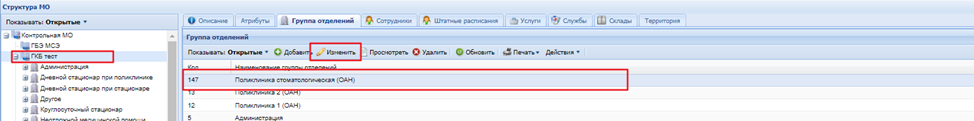 Структура МО
Показывать: Открытые
Контрольная МО
ГБЭ МСЭ
ГКБ тест
Администрация
Дневной стационар при поликлинике
Дневной стационар при стационаре
Другое
Круглосуточный стационар
Неотложной медицинской помощи
Описание Атрибуты Группа отделений Сотрудники Штатные расписания Услуги Службы Склады Территория
Группа отделений
Показывать: Открытые Добавить Изменить Просмотреть Удалить Обновить Печать Действия
Код Наименование группы отделений
147 Поликлиника стоматологическая (ОАН)
13 Поликлиника 2 (ОАН)
12 Поликлиника 1 (ОАН)
5 Администрация